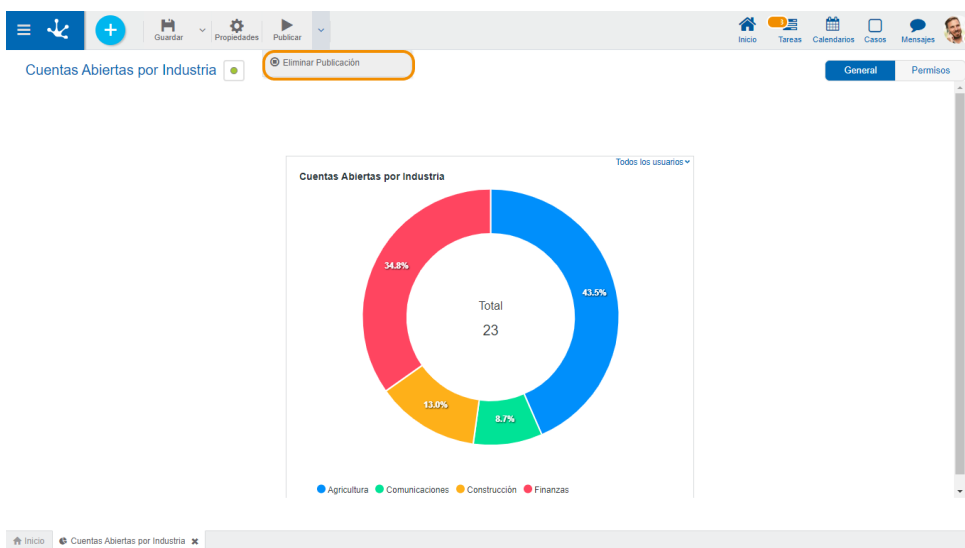 Guardar
Propiedades
Publicar
Inicio
3
Tareas
Calendarios
Casos
Mensajes
Cuentas Abiertas por Industria
Eliminar Publicación
General
Permisos
Todos los usuarios
Cuentas Abiertas por Industria
34.8%
43.5%
Total
23
13.0%
8.7%
Agricultura Comunicaciones Construcción Finanzas
Inicio Cuentas Abiertas por Industria